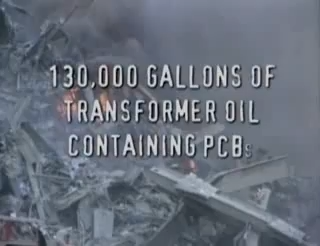 130,000 GALLONS OF
TRANSFORMER OIL
CONTAINING PCBs